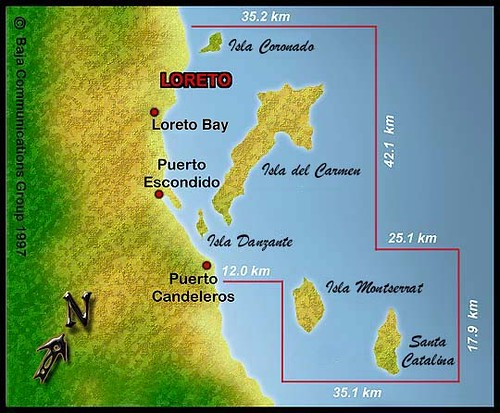 35.2 km
Isla Coronado
LORETO
Loreto Bay
Puerto
Escondido
Isla del Carmen
42.1 km
Isla Danzante
25.1 km
Puerto
Candeleros
12.0 km
Isla Montserrat
17.9 km
Santa
Catalina
35.1 km
N
© Baja Communications Group 1997